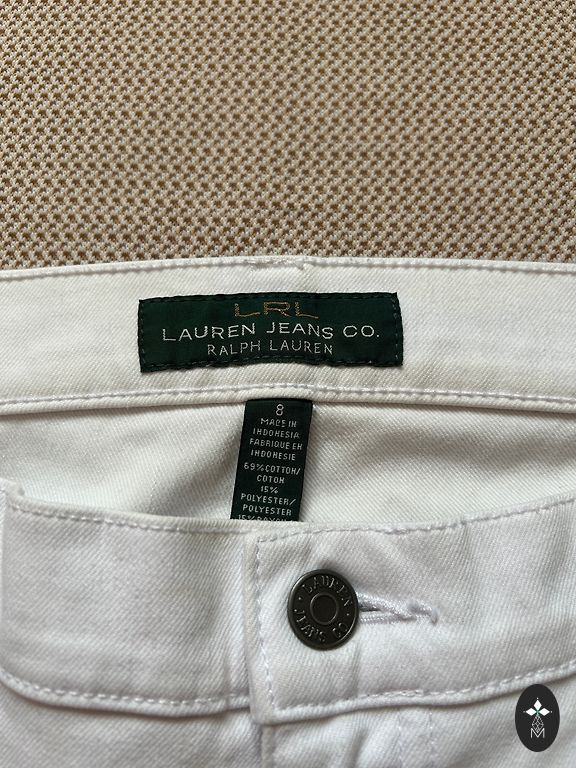 LRL
LAUREN JEANS CO.
RALPH LAUREN
8
MADE IN
INDONESIA
FABRIQUE EN
INDONESIE
69%COTTON/
COTON
15%
POLYESTER/
POLYESTER
LAUREN
JEANS CO.
M